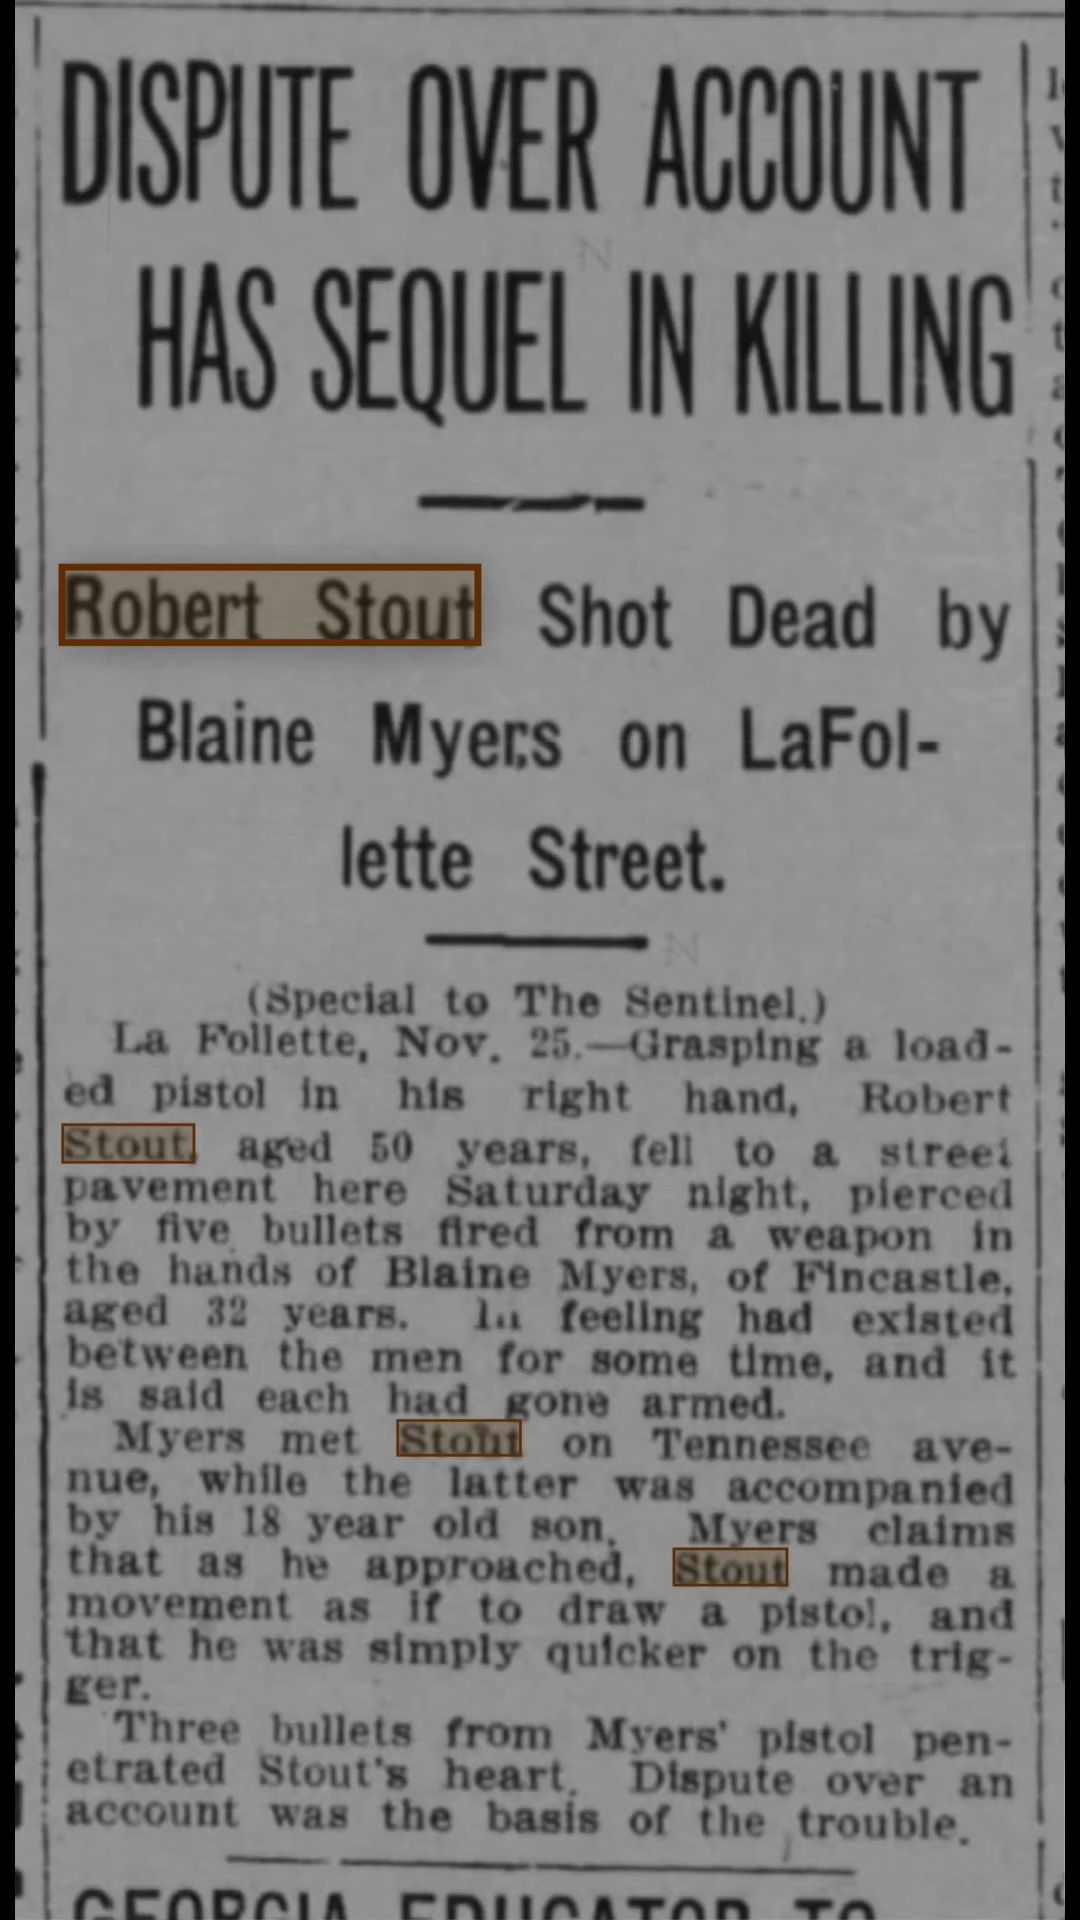 DISPUTE OVER ACCOUNT
HAS SEQUEL IN KILLING
Robert Stout Shot Dead by
Blaine Myers on LaFol-
lette Street.
(Special to The Sentinel.)
La Follette, Nov. 25.—Grasping a load-
ed pistol in his right hand, Robert
Stout, aged 50 years, fell to a street
pavement here Saturday night, pierced
by five bullets fired from a weapon in
the hands of Blaine Myers, of Fincastle,
aged 32 years. feeling had existed
between the men for some time, and it
is said each had gone armed.
Myers met Stout on Tennessee ave-
nue, while the latter was accompanied
by his 18 year old son. Myers claims
that as he approached, Stout made a
movement as if to draw a pistol, and
that he was simply quicker on the trig-
ger.
Three bullets from Myers' pistol pen-
etrated Stout's heart. Dispute over an
account was the basis of the trouble.
GEORGIA EDUCATOR TO